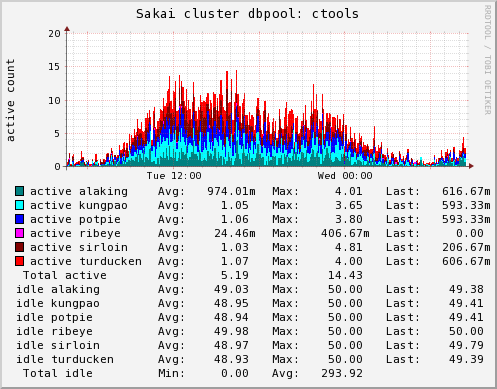 Sakai cluster dbpool: ctools
RRDTOOL / TOBI OETIKER
active count
20
15
10
5
0
Tue 12:00 Wed 00:00
active alaking Avg: 974.01m Max: 4.01 Last: 616.67m
active kungpao Avg: 1.05 Max: 3.65 Last: 593.33m
active potpie Avg: 1.06 Max: 3.80 Last: 593.33m
active ribeye Avg: 24.46m Max: 406.67m Last: 0.00
active sirloin Avg: 1.03 Max: 4.81 Last: 206.67m
active turducken Avg: 1.07 Max: 4.00 Last: 606.67m
Total active Avg: 5.19 Max: 14.43
idle alaking Avg: 49.03 Max: 50.00 Last: 49.38
idle kungpao Avg: 48.95 Max: 50.00 Last: 49.41
idle potpie Avg: 48.94 Max: 50.00 Last: 49.41
idle ribeye Avg: 49.98 Max: 50.00 Last: 50.00
idle sirloin Avg: 48.97 Max: 50.00 Last: 49.79
idle turducken Avg: 48.93 Max: 50.00 Last: 49.39
Total idle Min: 0.00 Avg: 293.92